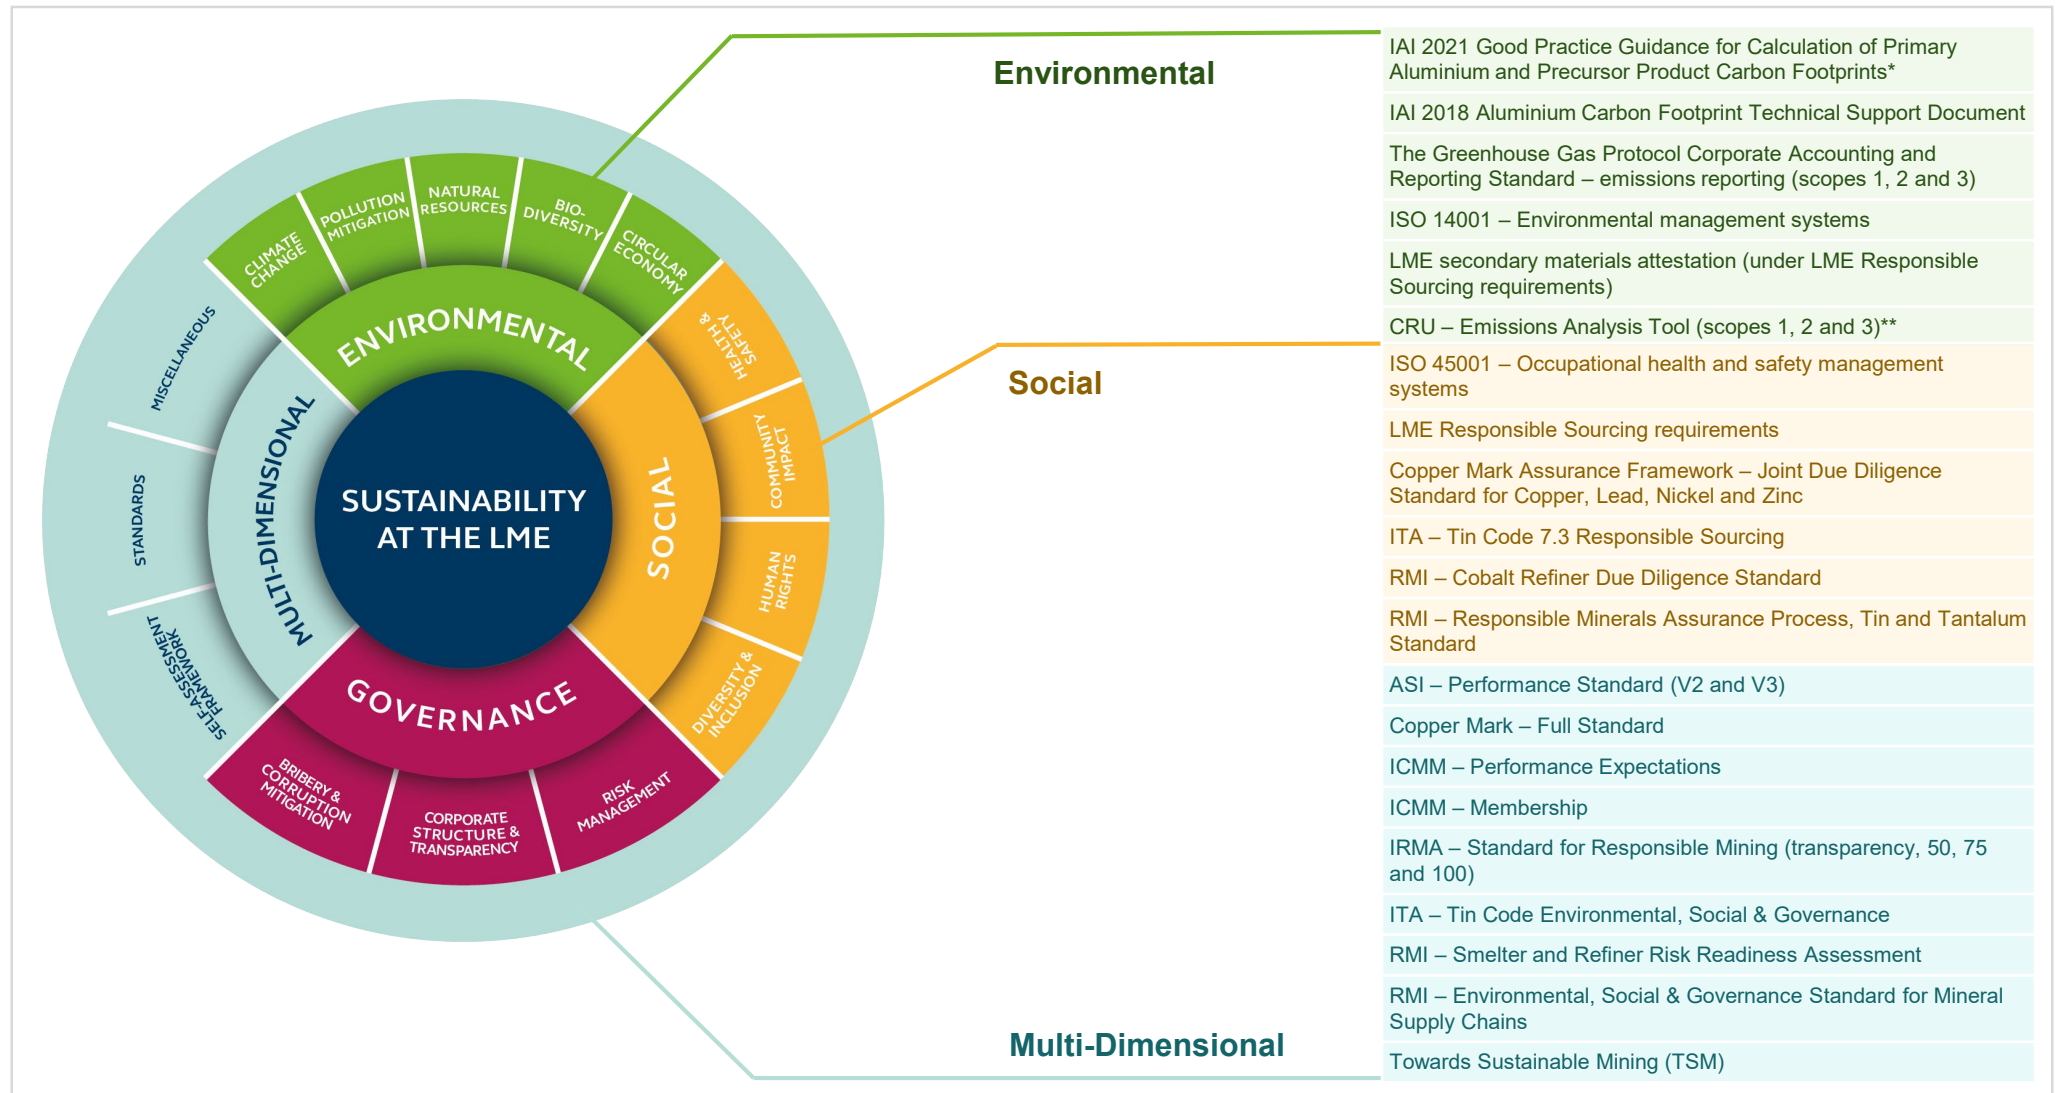 Environmental
IAI 2021 Good Practice Guidance for Calculation of Primary
Aluminium and Precursor Product Carbon Footprints*
IAI 2018 Aluminium Carbon Footprint Technical Support Document
The Greenhouse Gas Protocol Corporate Accounting and
Reporting Standard – emissions reporting (scopes 1, 2 and 3)
ISO 14001 – Environmental management systems
LME secondary materials attestation (under LME Responsible
Sourcing requirements)
CRU – Emissions Analysis Tool (scopes 1, 2 and 3)**
Social
ISO 45001 – Occupational health and safety management
systems
LME Responsible Sourcing requirements
Copper Mark Assurance Framework – Joint Due Diligence
Standard for Copper, Lead, Nickel and Zinc
ITA – Tin Code 7.3 Responsible Sourcing
RMI – Cobalt Refiner Due Diligence Standard
RMI – Responsible Minerals Assurance Process, Tin and Tantalum
Standard
Multi-Dimensional
ASI – Performance Standard (V2 and V3)
Copper Mark – Full Standard
ICMM – Performance Expectations
ICMM – Membership
IRMA – Standard for Responsible Mining (transparency, 50, 75
and 100)
ITA – Tin Code Environmental, Social & Governance
RMI – Smelter and Refiner Risk Readiness Assessment
RMI – Environmental, Social & Governance Standard for Mineral
Supply Chains
Towards Sustainable Mining (TSM)
SUSTAINABILITY
AT THE LME
ENVIRONMENTAL
CLIMATE
CHANGE
POLLUTION
MITIGATION
NATURAL
RESOURCES
BIO-
DIVERSITY
CIRCULAR
ECONOMY
SOCIAL
HEALTH &
SAFETY
COMMUNITY
IMPACT
HUMAN
RIGHTS
DIVERSITY &
INCLUSION
GOVERNANCE
RISK
MANAGEMENT
CORPORATE
STRUCTURE &
TRANSPARENCY
BRIBERY &
CORRUPTION
MITIGATION
MULTI-DIMENSIONAL
SELF-ASSESSMENT
FRAMEWORK
STANDARDS
MISCELLANEOUS